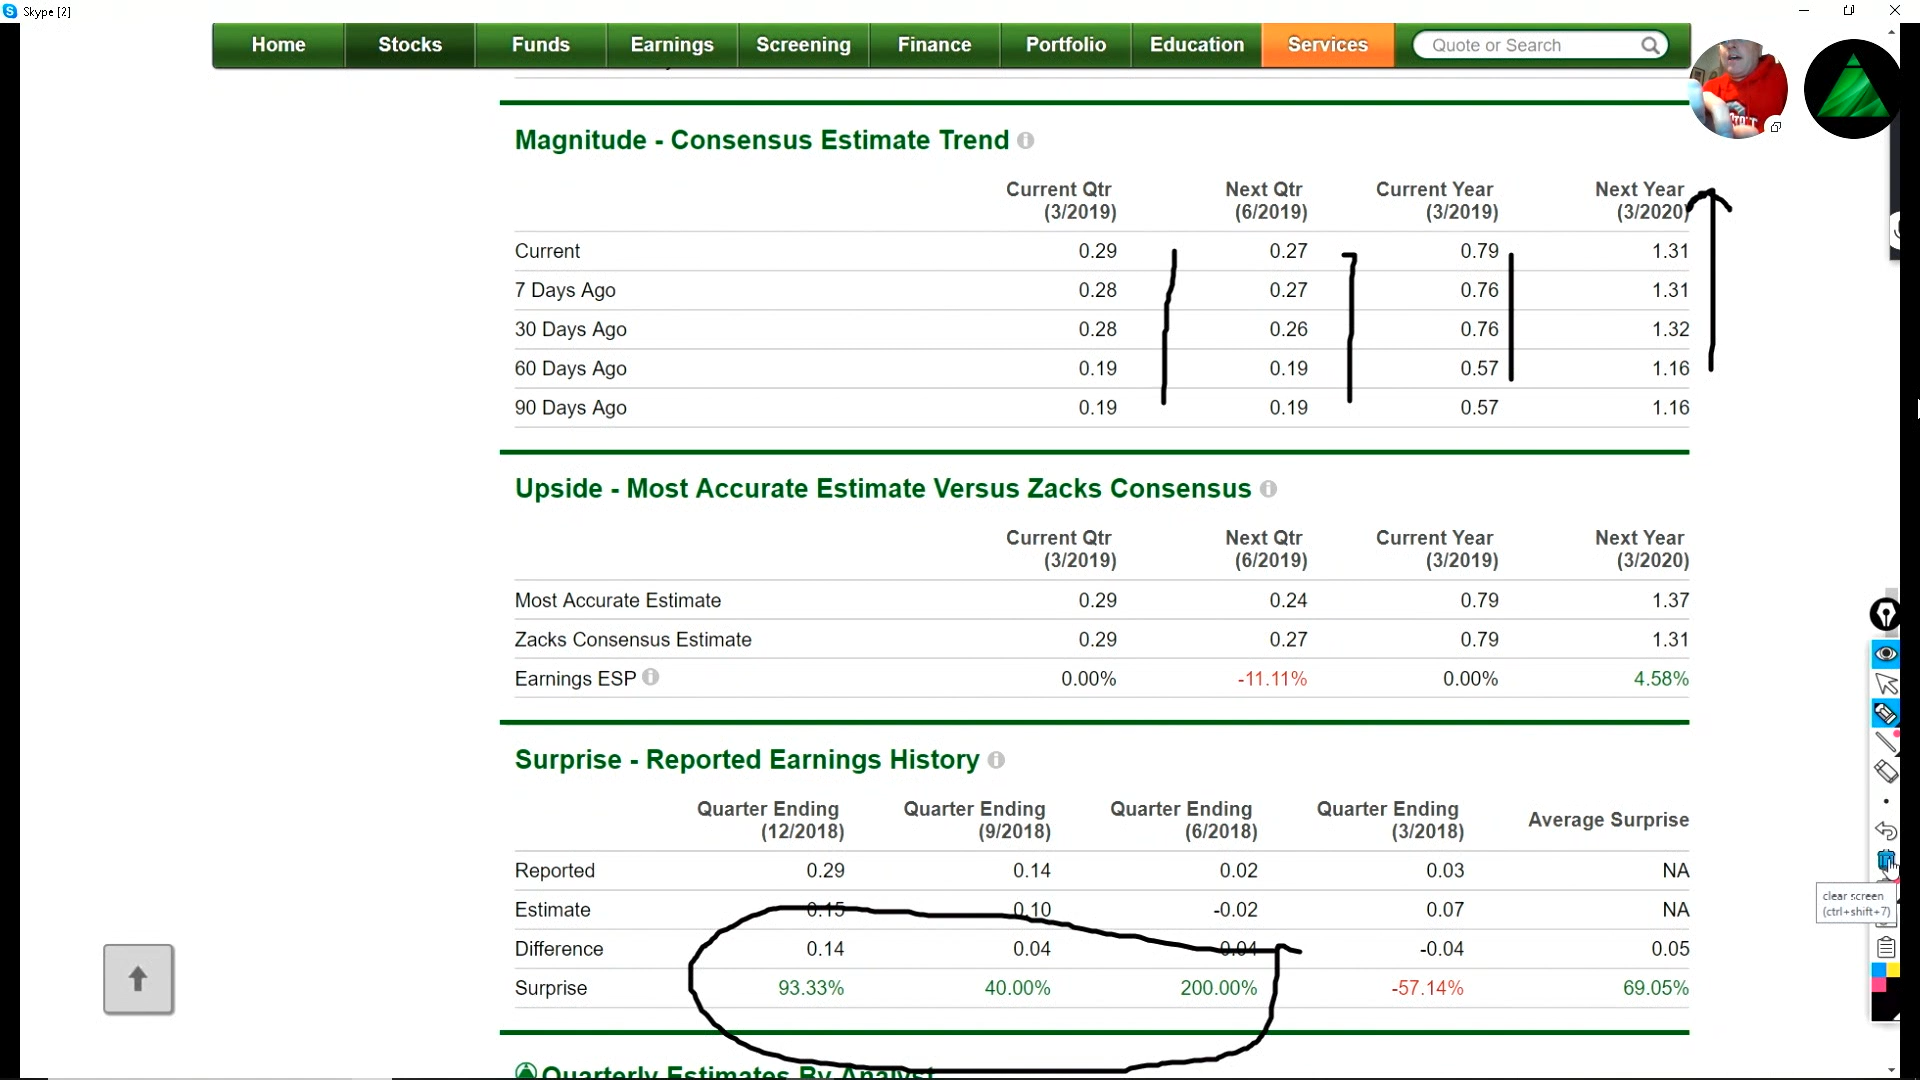 Skype [2]
Home Stocks Funds Earnings Screening Finance Portfolio Education Services Quote or Search
Magnitude - Consensus Estimate Trend
Current Qtr (3/2019) Next Qtr (6/2019) Current Year (3/2019) Next Year (3/2020)
Current 0.29 0.27 0.79 1.31
7 Days Ago 0.28 0.27 0.76 1.31
30 Days Ago 0.28 0.26 0.76 1.32
60 Days Ago 0.19 0.19 0.57 1.16
90 Days Ago 0.19 0.19 0.57 1.16
Upside - Most Accurate Estimate Versus Zacks Consensus
Current Qtr (3/2019) Next Qtr (6/2019) Current Year (3/2019) Next Year (3/2020)
Most Accurate Estimate 0.29 0.24 0.79 1.37
Zacks Consensus Estimate 0.29 0.27 0.79 1.31
Earnings ESP 0.00% -11.11% 0.00% 4.58%
Surprise - Reported Earnings History
Quarter Ending (12/2018) Quarter Ending (9/2018) Quarter Ending (6/2018) Quarter Ending (3/2018) Average Surprise
Reported 0.29 0.14 0.02 0.03 NA
Estimate 0.15 0.10 -0.02 0.07 NA
Difference 0.14 0.04 0.04 -0.04 0.05
Surprise 93.33% 40.00% 200.00% -57.14% 69.05%
clear screen
(ctrl+shift+7)
Quarterly Estimates By Analyst